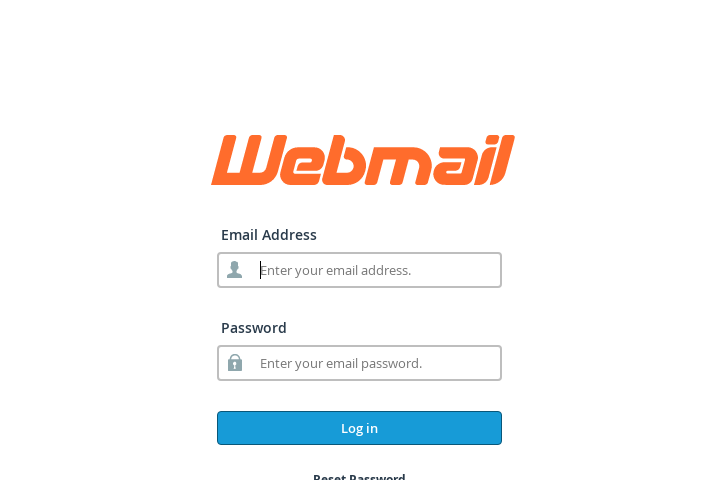 Webmail
Email Address
Enter your email address.
Password
Enter your email password.
Log in
Reset Password